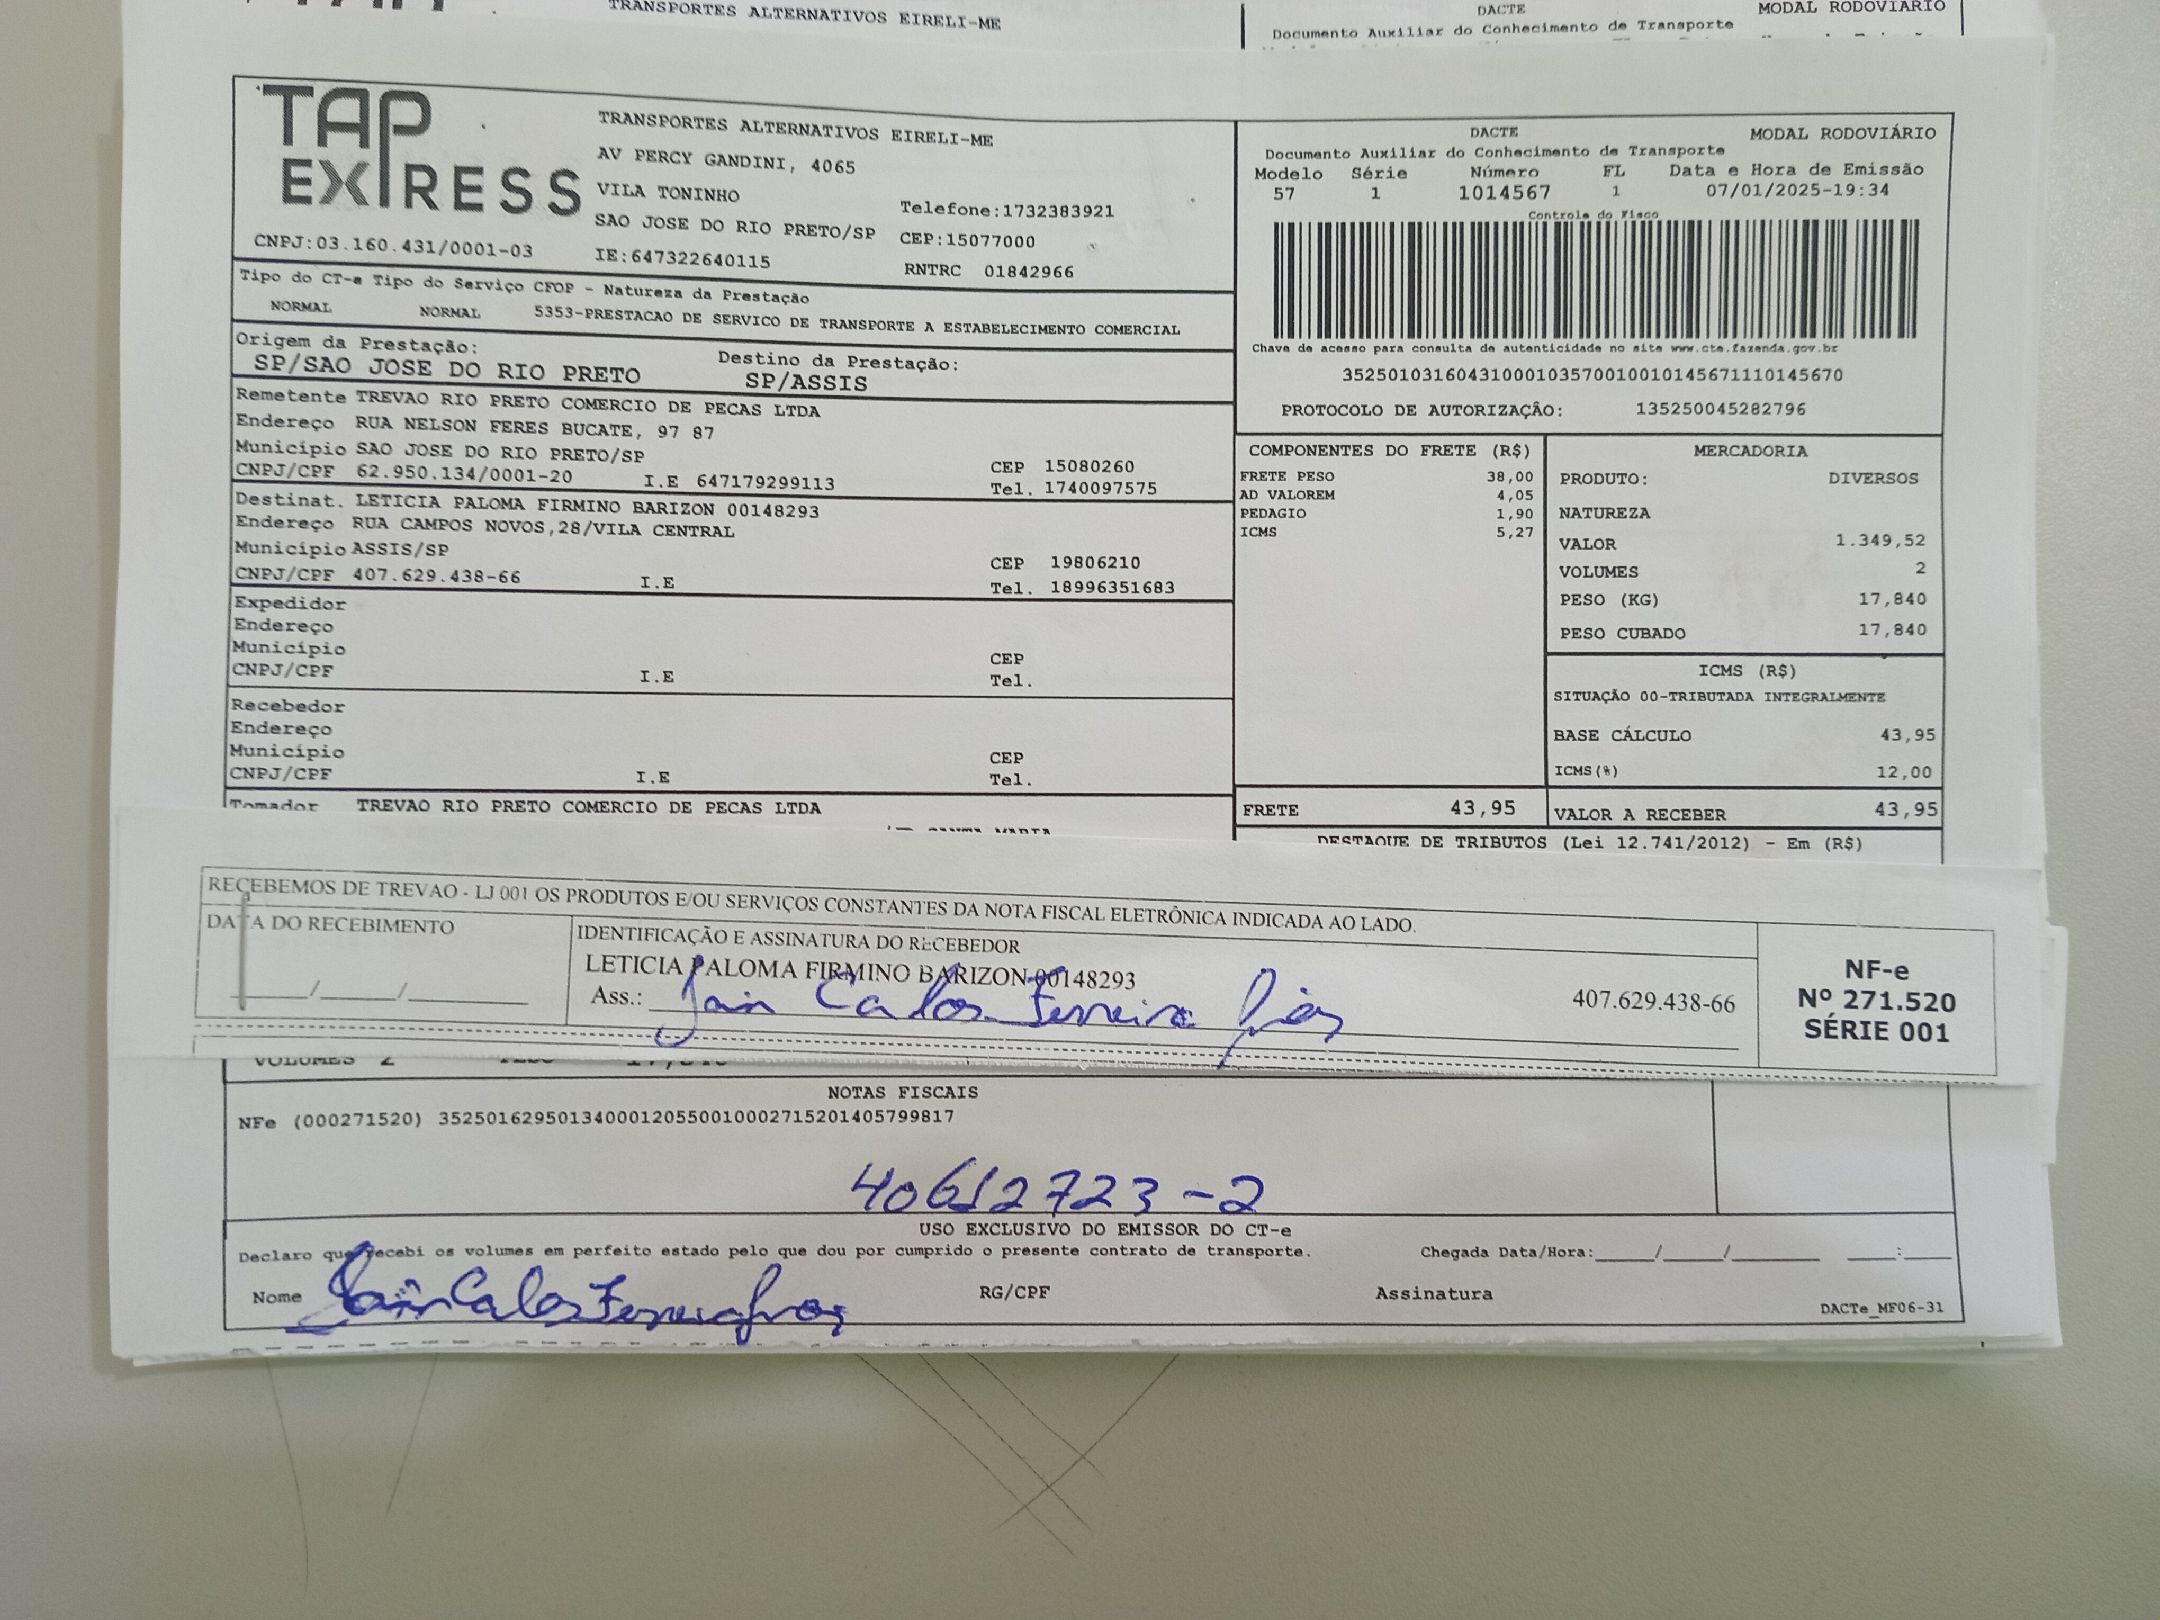 TRANSPORTES ALTERNATIVOS EIRELI-ME
DACTE
MODAL RODOVIÁRIO
Documento Auxiliar do Conhecimento de Transporte
TAP EXPRESS
TRANSPORTES ALTERNATIVOS EIRELI-ME
AV PERCY GANDINI, 4065
VILA TONINHO
Telefone:1732383921
SAO JOSE DO RIO PRETO/SP CEP:15077000
CNPJ:03.160.431/0001-03 IE:647322640115 RNTRC 01842966
DACTE MODAL RODOVIÁRIO
Documento Auxiliar do Conhecimento de Transporte
Modelo Série Número FL Data e Hora de Emissão
57 1 1014567 1 07/01/2025-19:34
Controle do Fisco
Chave de acesso para consulta de autenticidade no site www.cte.fazenda.gov.br
35250103160431000103570010010145671110145670
PROTOCOLO DE AUTORIZAÇÃO: 135250045282796
Tipo do CT-e Tipo do Serviço CFOP - Natureza da Prestação
NORMAL NORMAL 5353-PRESTACAO DE SERVICO DE TRANSPORTE A ESTABELECIMENTO COMERCIAL
Origem da Prestação: Destino da Prestação:
SP/SAO JOSE DO RIO PRETO SP/ASSIS
Remetente TREVAO RIO PRETO COMERCIO DE PECAS LTDA
Endereço RUA NELSON FERES BUCATE, 97 87
Município SAO JOSE DO RIO PRETO/SP CEP 15080260
CNPJ/CPF 62.950.134/0001-20 I.E 647179299113 Tel. 1740097575
Destinat. LETICIA PALOMA FIRMINO BARIZON 00148293
Endereço RUA CAMPOS NOVOS,28/VILA CENTRAL
Município ASSIS/SP CEP 19806210
CNPJ/CPF 407.629.438-66 I.E Tel. 18996351683
Expedidor
Endereço
Município CEP
CNPJ/CPF I.E Tel.
Recebedor
Endereço
Município CEP
CNPJ/CPF I.E Tel.
Tomador TREVAO RIO PRETO COMERCIO DE PECAS LTDA
COMPONENTES DO FRETE (R$)
FRETE PESO 38,00
AD VALOREM 4,05
PEDAGIO 1,90
ICMS 5,27
MERCADORIA
PRODUTO: DIVERSOS
NATUREZA
VALOR 1.349,52
VOLUMES 2
PESO (KG) 17,840
PESO CUBADO 17,840
ICMS (R$)
SITUAÇÃO 00-TRIBUTADA INTEGRALMENTE
BASE CÁLCULO 43,95
ICMS(%) 12,00
FRETE 43,95 VALOR A RECEBER 43,95
DESTAQUE DE TRIBUTOS (Lei 12.741/2012) - Em (R$)
RECEBEMOS DE TREVAO - LJ 001 OS PRODUTOS E/OU SERVIÇOS CONSTANTES DA NOTA FISCAL ELETRÔNICA INDICADA AO LADO.
DATA DO RECEBIMENTO
___/___/______
IDENTIFICAÇÃO E ASSINATURA DO RECEBEDOR
LETICIA PALOMA FIRMINO BARIZON 00148293
Ass.: Carlos Ferreira 407.629.438-66
NF-e
Nº 271.520
SÉRIE 001
VOLUMES 2
NOTAS FISCAIS
NFe (000271520) 35250162950134000120550010002715201405799817
40612723-2
USO EXCLUSIVO DO EMISSOR DO CT-e
Declaro que recebi os volumes em perfeito estado pelo que dou por cumprido o presente contrato de transporte. Chegada Data/Hora:____/____/______ ___:___
Nome Carlos Ferreira RG/CPF Assinatura
DACTe_MF06-31